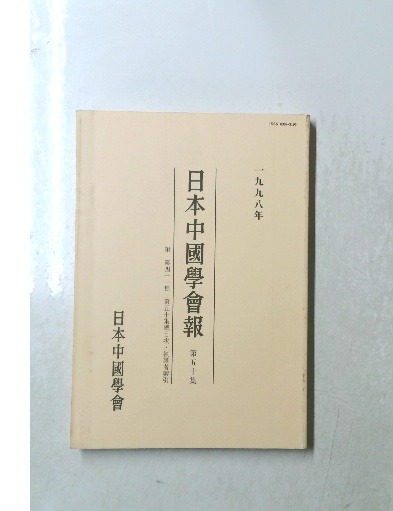 一九九八年
日本中國學會報
第五十集
日本中國學會